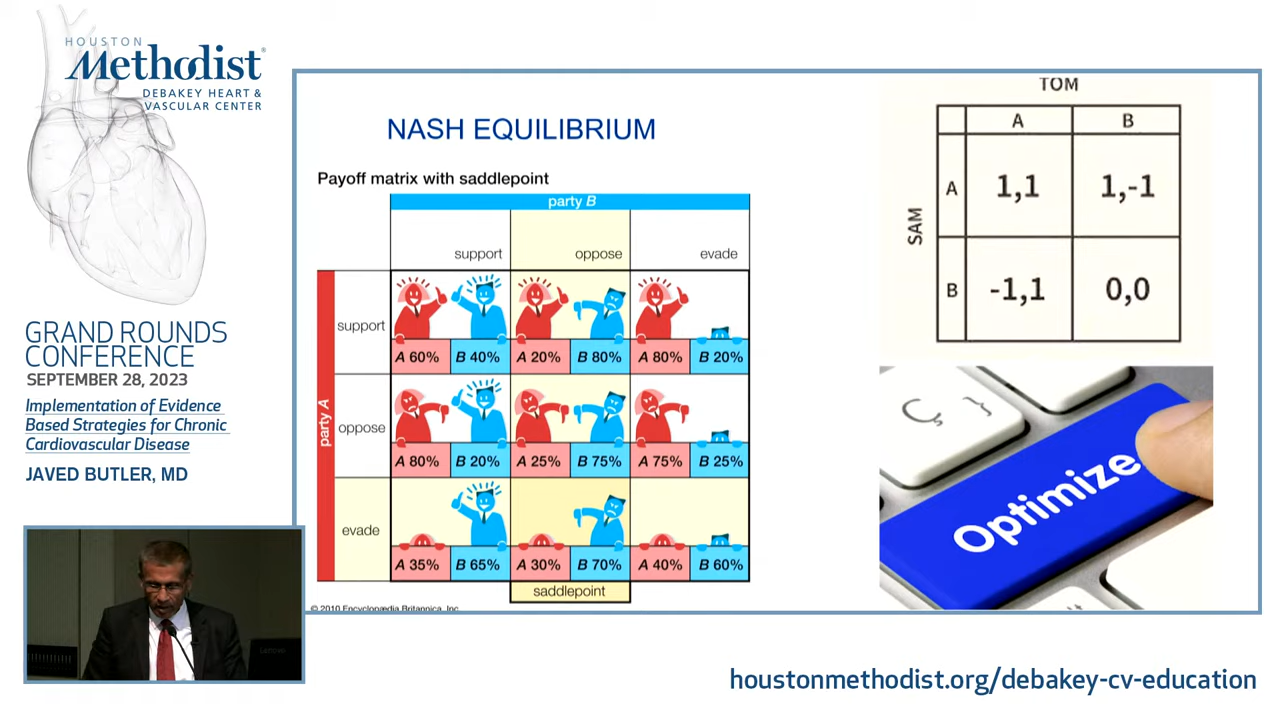 HOUSTON
Methodist®
DEBAKEY HEART &
VASCULAR CENTER
GRAND ROUNDS
CONFERENCE
SEPTEMBER 28, 2023
Implementation of Evidence
Based Strategies for Chronic
Cardiovascular Disease
JAVED BUTLER, MD
NASH EQUILIBRIUM
Payoff matrix with saddlepoint
party B
support oppose evade
party A
support
A 60% B 40% A 20% B 80% A 80% B 20%
oppose
A 80% B 20% A 25% B 75% A 75% B 25%
evade
A 35% B 65% A 30% B 70% A 40% B 60%
saddlepoint
© 2010 Encyclopædia Britannica, Inc.
TOM
A B
SAM
A 1,1 1,-1
B -1,1 0,0
Ç }
Optimize
Lenovo
houstonmethodist.org/debakey-cv-education